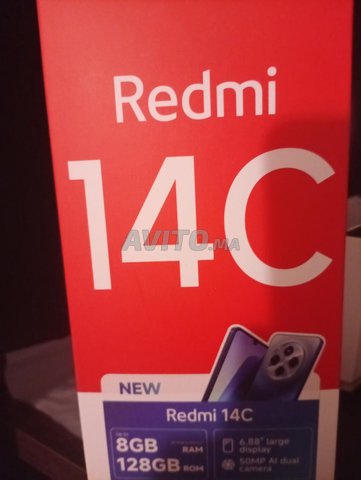 Redmi
14C
AVITO.ma
NEW
Redmi 14C
8GB RAM
128GB ROM
6.88" large
display
50MP AI dual
camera